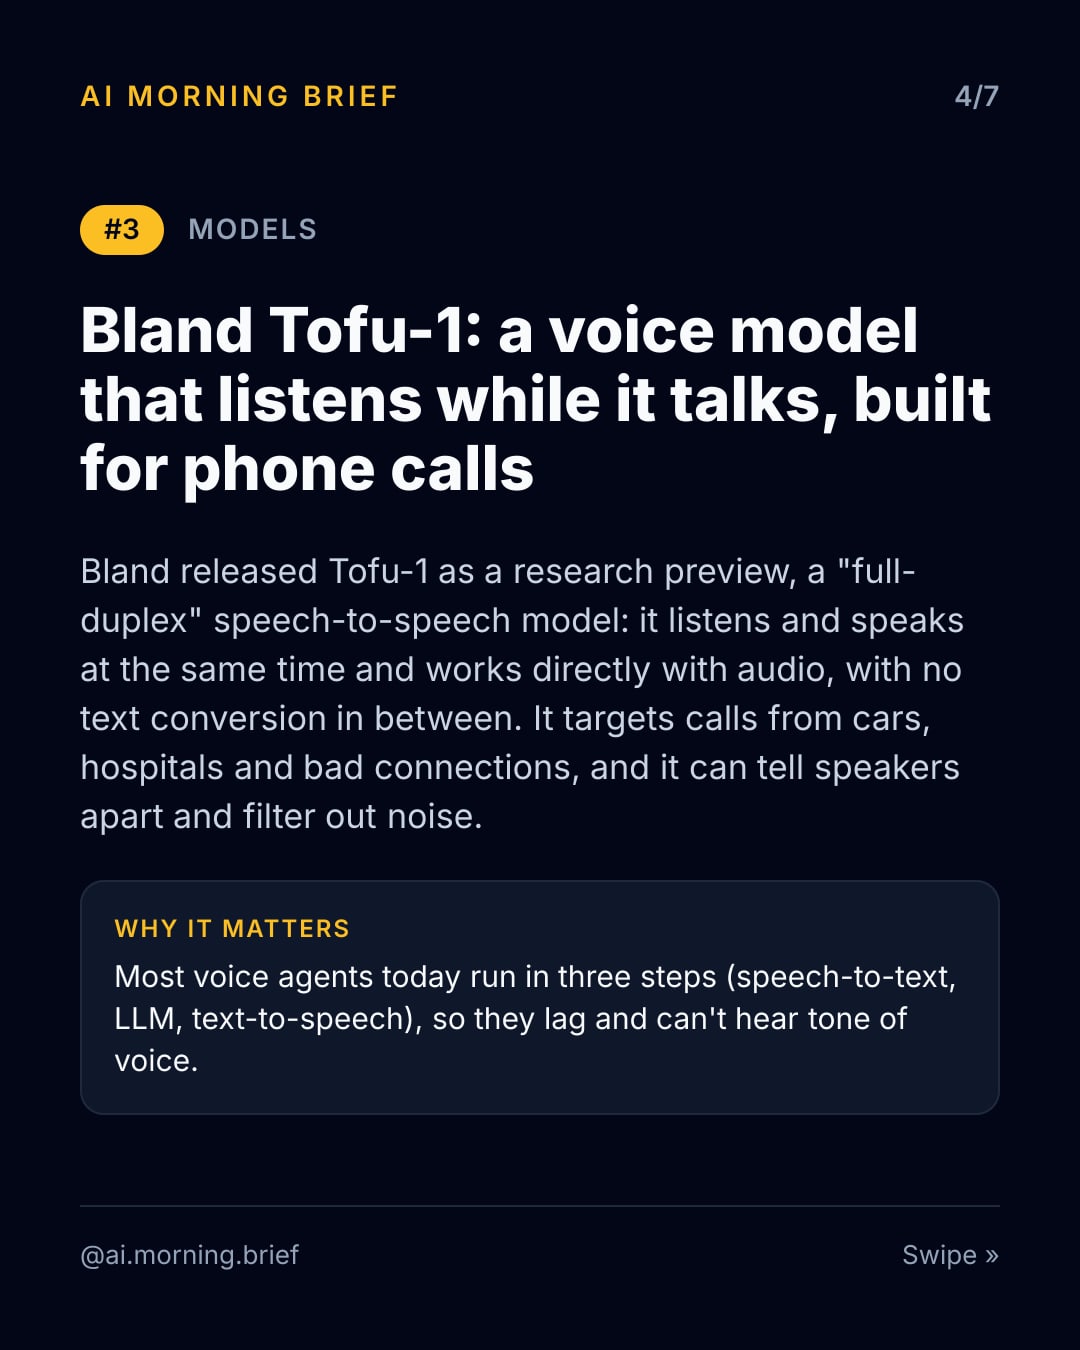 AI MORNING BRIEF
4/7
#3
MODELS
Bland Tofu-1: a voice model
that listens while it talks, built
for phone calls
Bland released Tofu-1 as a research preview, a "full-
duplex" speech-to-speech model: it listens and speaks
at the same time and works directly with audio, with no
text conversion in between. It targets calls from cars,
hospitals and bad connections, and it can tell speakers
apart and filter out noise.
WHY IT MATTERS
Most voice agents today run in three steps (speech-to-text,
LLM, text-to-speech), so they lag and can't hear tone of
voice.
@ai.morning.brief
Swipe »